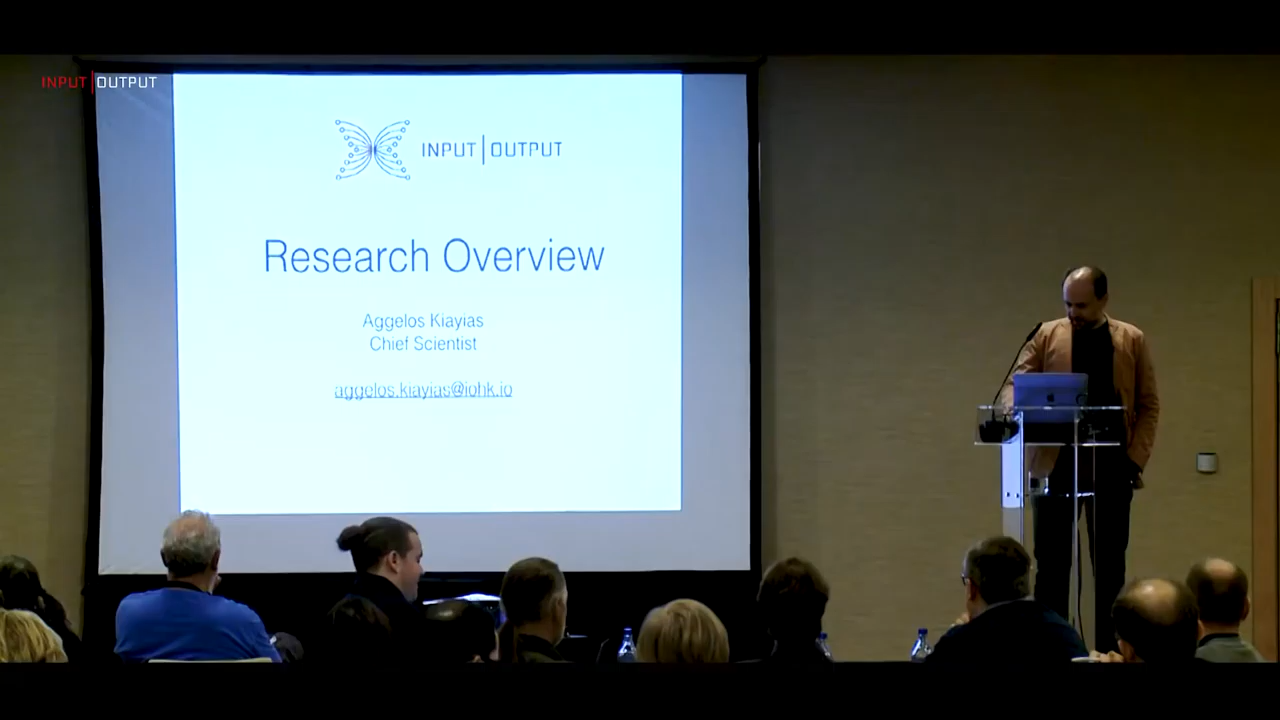 INPUT|OUTPUT
INPUT|OUTPUT
Research Overview
Aggelos Kiayias
Chief Scientist
aggelos.kiayias@iohk.io